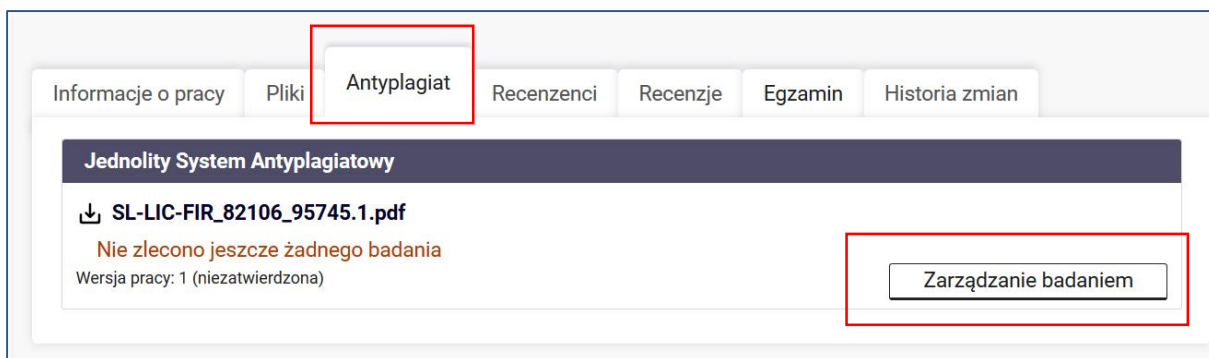 Informacje o pracy Pliki Antyplagiat Recenzenci Recenzje Egzamin Historia zmian
Jednolity System Antyplagiatowy
SL-LIC-FIR_82106_95745.1.pdf
Nie zlecono jeszcze żadnego badania
Wersja pracy: 1 (niezatwierdzona)
Zarządzanie badaniem